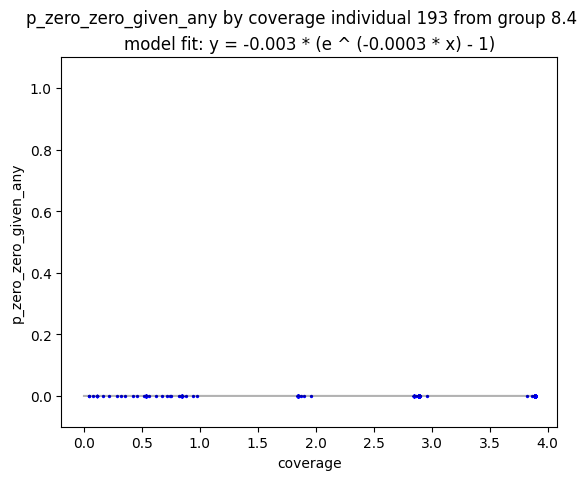 p_zero_zero_given_any by coverage individual 193 from group 8.4
model fit: y = -0.003 * (e ^ (-0.0003 * x) - 1)
1.0
0.8
0.6
0.4
0.2
0.0
p_zero_zero_given_any
0.0 0.5 1.0 1.5 2.0 2.5 3.0 3.5 4.0
coverage